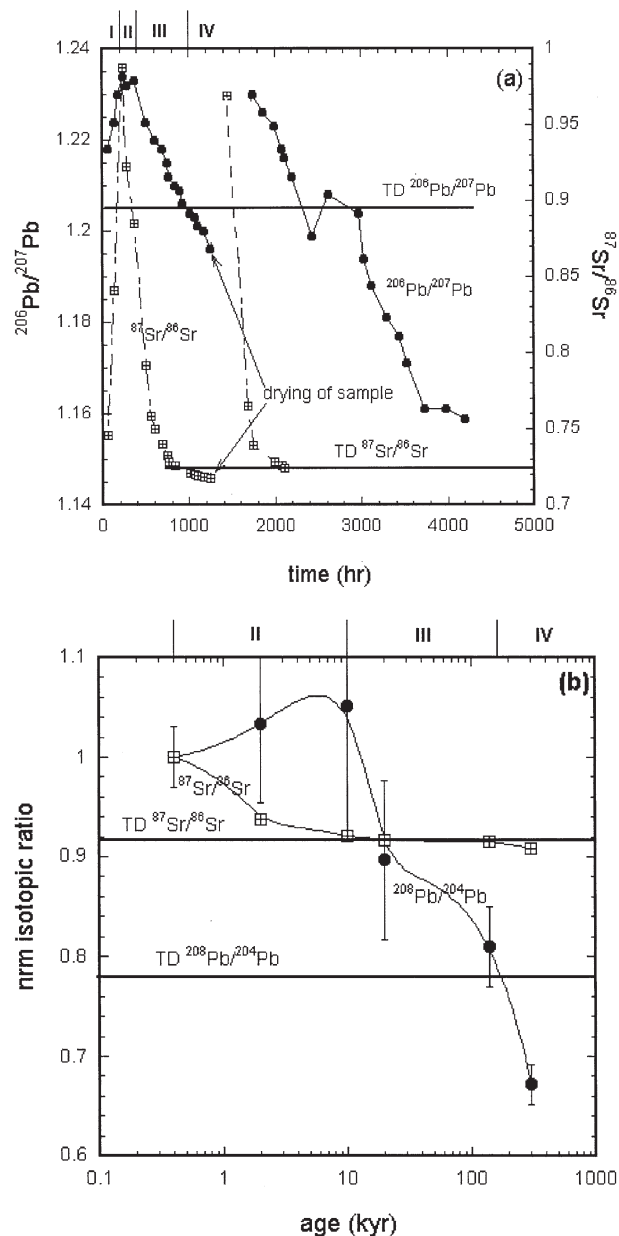 I II III IV
(a)
1.24
1.22
1.2
1.18
1.16
1.14
²⁰⁶Pb/²⁰⁷Pb
1
0.95
0.9
0.85
0.8
0.75
0.7
⁸⁷Sr/⁸⁶Sr
TD ²⁰⁶Pb/²⁰⁷Pb
²⁰⁶Pb/²⁰⁷Pb
⁸⁷Sr/⁸⁶Sr
drying of sample
TD ⁸⁷Sr/⁸⁶Sr
0 1000 2000 3000 4000 5000
time (hr)
II III IV
(b)
1.1
1
0.9
0.8
0.7
0.6
nrm isotopic ratio
⁸⁷Sr/⁸⁶Sr
TD ⁸⁷Sr/⁸⁶Sr
²⁰⁸Pb/²⁰⁴Pb
TD ²⁰⁸Pb/²⁰⁴Pb
0.1 1 10 100 1000
age (kyr)